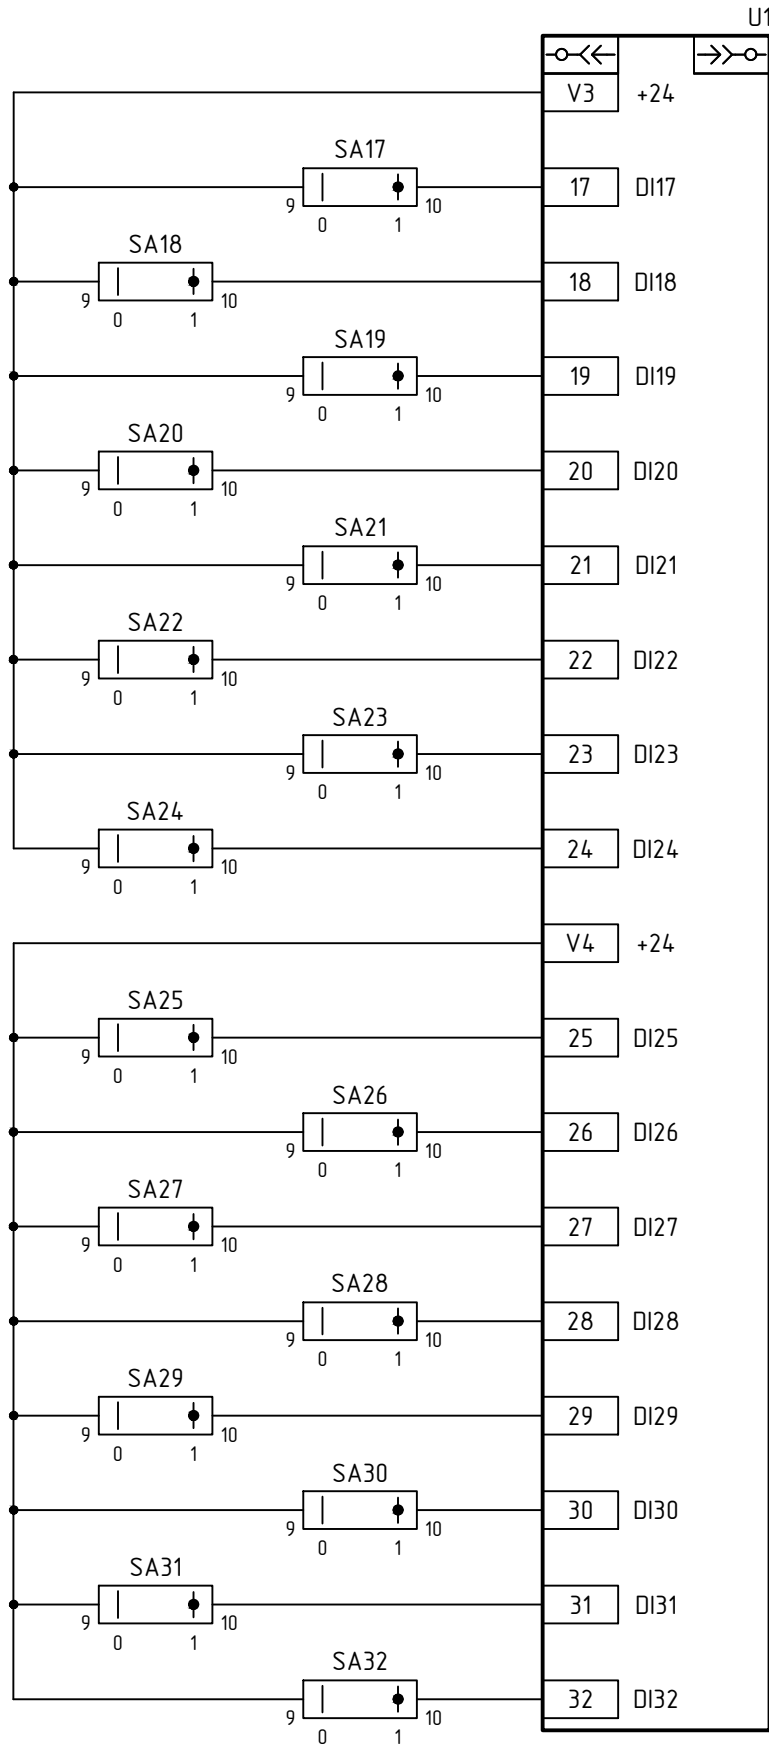 U1
V3 +24
SA17
9 10 17 DI17
0 1
SA18
9 10 18 DI18
0 1
SA19
9 10 19 DI19
0 1
SA20
9 10 20 DI20
0 1
SA21
9 10 21 DI21
0 1
SA22
9 10 22 DI22
0 1
SA23
9 10 23 DI23
0 1
SA24
9 10 24 DI24
0 1
V4 +24
SA25
9 10 25 DI25
0 1
SA26
9 10 26 DI26
0 1
SA27
9 10 27 DI27
0 1
SA28
9 10 28 DI28
0 1
SA29
9 10 29 DI29
0 1
SA30
9 10 30 DI30
0 1
SA31
9 10 31 DI31
0 1
SA32
9 10 32 DI32
0 1